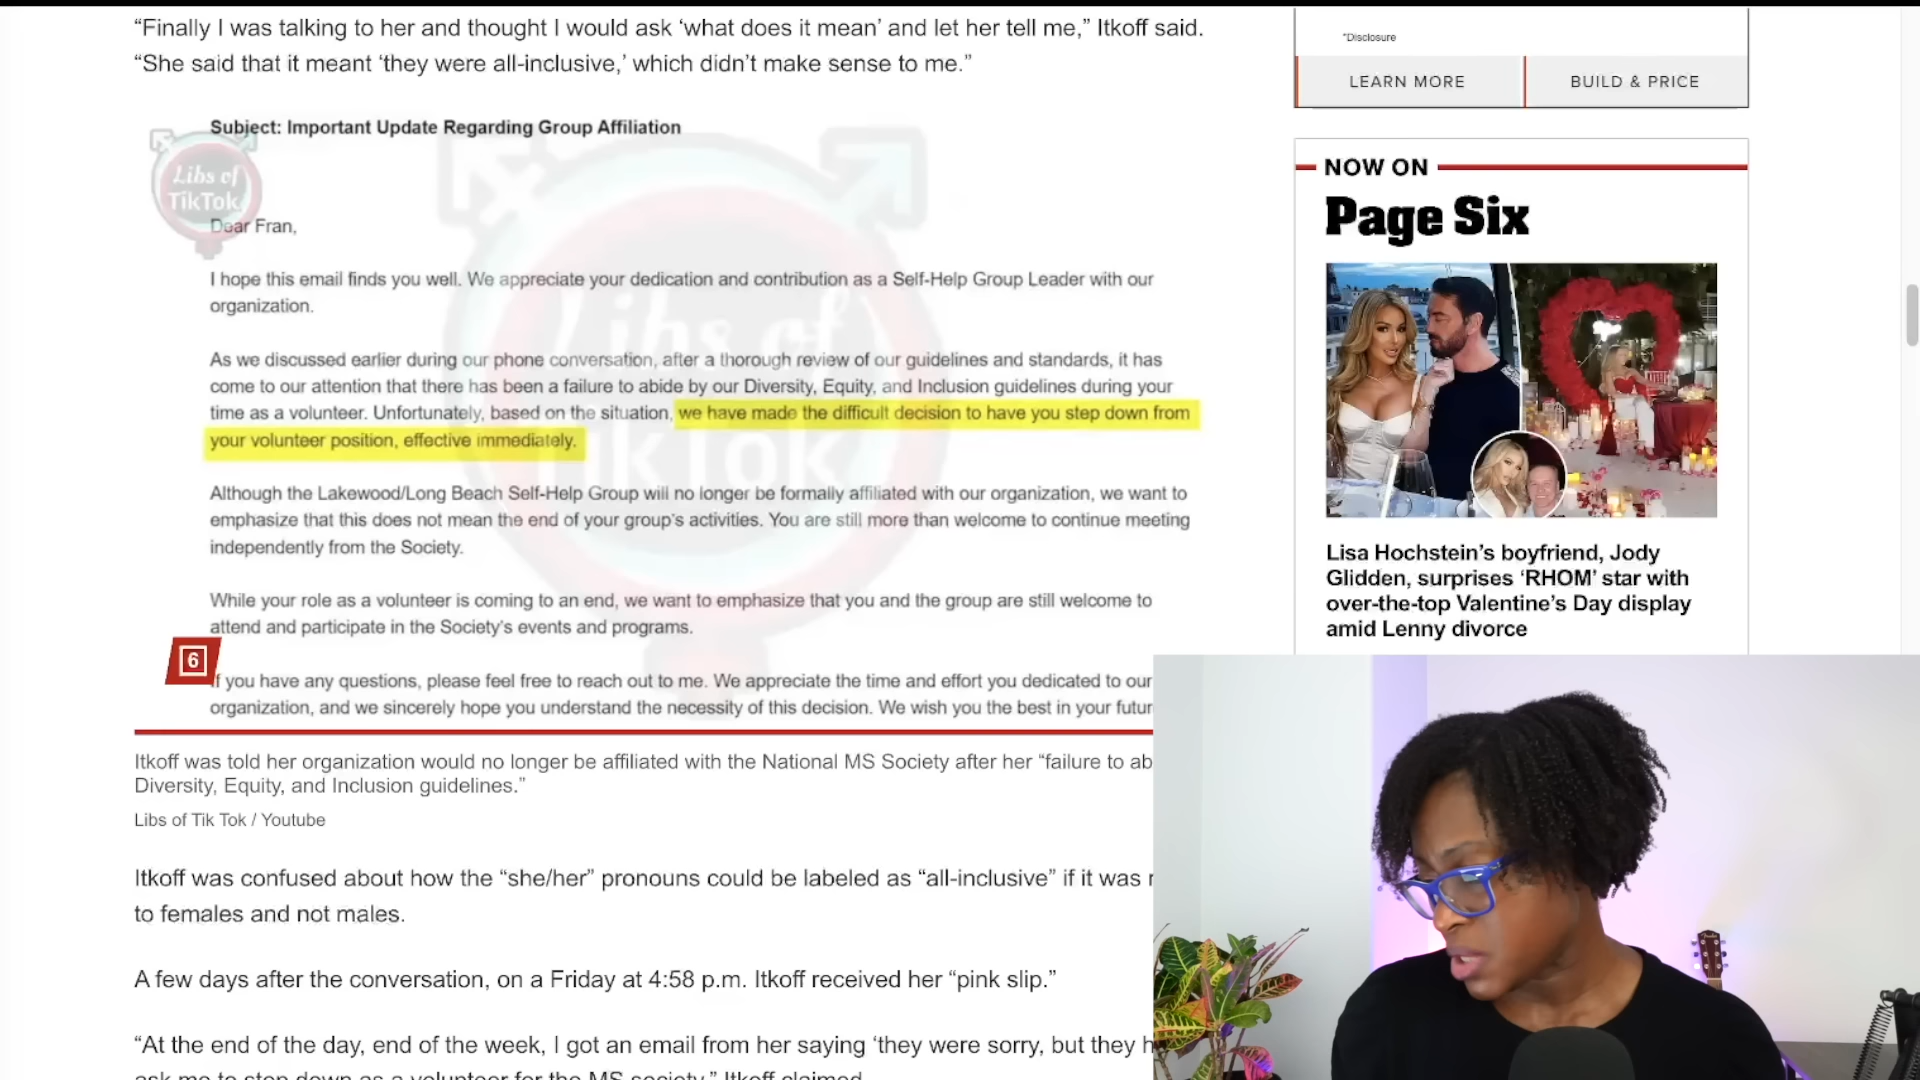 “Finally I was talking to her and thought I would ask ‘what does it mean’ and let her tell me,” Itkoff said.
“She said that it meant ‘they were all-inclusive,’ which didn’t make sense to me.”
Subject: Important Update Regarding Group Affiliation
Libs of
TikTok
Dear Fran,
I hope this email finds you well. We appreciate your dedication and contribution as a Self-Help Group Leader with our
organization.
As we discussed earlier during our phone conversation, after a thorough review of our guidelines and standards, it has
come to our attention that there has been a failure to abide by our Diversity, Equity, and Inclusion guidelines during your
time as a volunteer. Unfortunately, based on the situation, we have made the difficult decision to have you step down from
your volunteer position, effective immediately.
Although the Lakewood/Long Beach Self-Help Group will no longer be formally affiliated with our organization, we want to
emphasize that this does not mean the end of your group's activities. You are still more than welcome to continue meeting
independently from the Society.
While your role as a volunteer is coming to an end, we want to emphasize that you and the group are still welcome to
attend and participate in the Society's events and programs.
If you have any questions, please feel free to reach out to me. We appreciate the time and effort you dedicated to our
organization, and we sincerely hope you understand the necessity of this decision. We wish you the best in your futur
Libs of
TikTok
6
Itkoff was told her organization would no longer be affiliated with the National MS Society after her “failure to ab
Diversity, Equity, and Inclusion guidelines.”
Libs of Tik Tok / Youtube
Itkoff was confused about how the “she/her” pronouns could be labeled as “all-inclusive” if it was
to females and not males.
A few days after the conversation, on a Friday at 4:58 p.m. Itkoff received her “pink slip.”
“At the end of the day, end of the week, I got an email from her saying ‘they were sorry, but they h
ask me to step down as a volunteer for the MS society,” Itkoff claimed.
*Disclosure
LEARN MORE
BUILD & PRICE
NOW ON
Page Six
Lisa Hochstein’s boyfriend, Jody
Glidden, surprises ‘RHOM’ star with
over-the-top Valentine’s Day display
amid Lenny divorce